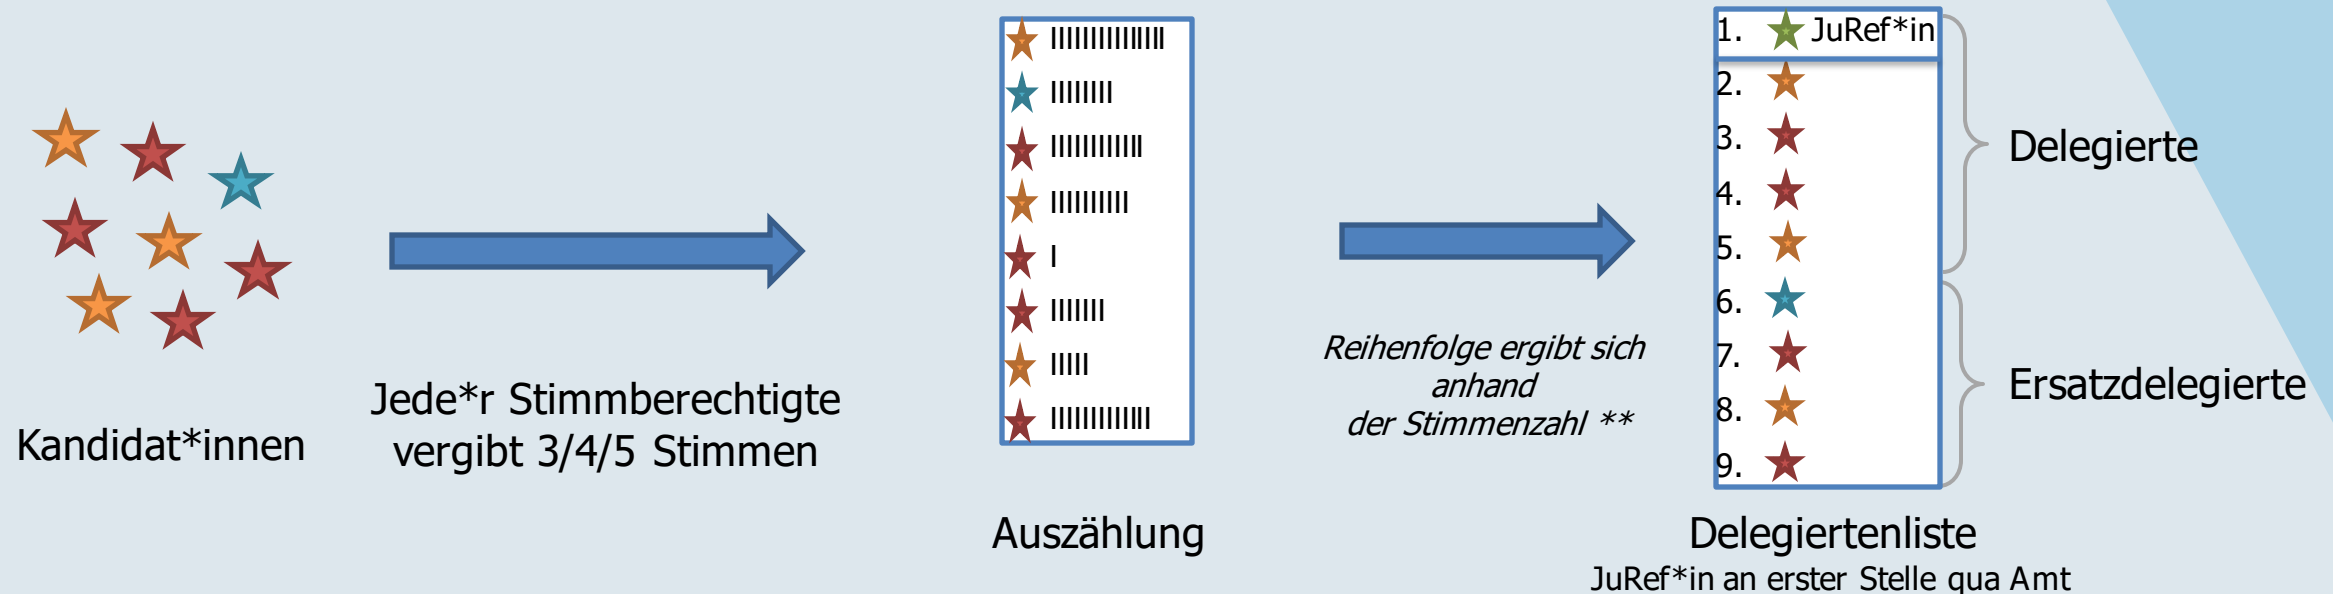 Kandidat*innen
Jede*r Stimmberechtigte
vergibt 3/4/5 Stimmen
Auszählung
Reihenfolge ergibt sich
anhand
der Stimmenzahl **
1. JuRef*in
2.
3.
4.
5.
6.
7.
8.
9.
Delegierte
Ersatzdelegierte
Delegiertenliste
JuRef*in an erster Stelle qua Amt